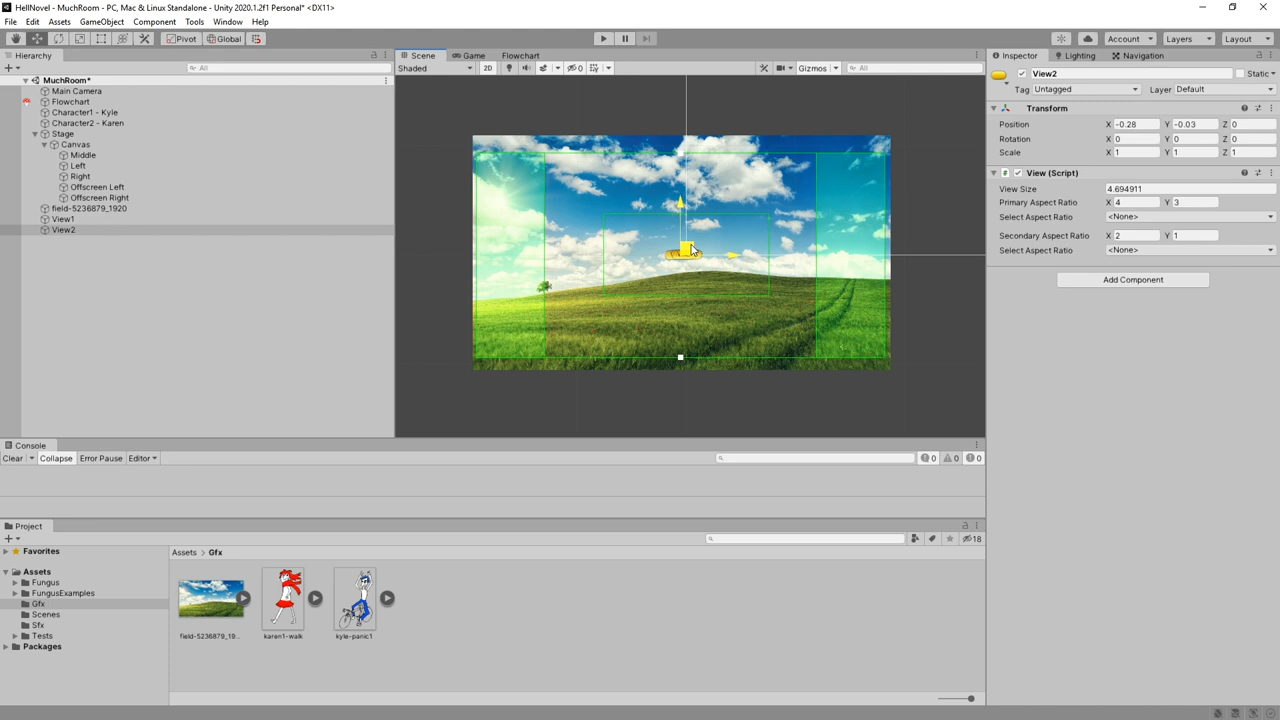 HellNovel - MuchRoom - PC, Mac & Linux Standalone - Unity 2020.1.2f1 Personal* <DX11>
File Edit Assets GameObject Component Tools Window Help
Pivot Global Account Layers Layout
Hierarchy
All
MuchRoom*
Main Camera
Flowchart
Character1 - Kyle
Character2 - Karen
Stage
Canvas
Middle
Left
Right
Offscreen Left
Offscreen Right
field-5236879_1920
View1
View2
Scene Game Flowchart
Shaded 2D 0 Gizmos All
Inspector Lighting Navigation
View2 Static
Tag Untagged Layer Default
Transform
Position X -0.28 Y -0.03 Z 0
Rotation X 0 Y 0 Z 0
Scale X 1 Y 1 Z 1
View (Script)
View Size 4.694911
Primary Aspect Ratio X 4 Y 3
Select Aspect Ratio <None>
Secondary Aspect Ratio X 2 Y 1
Select Aspect Ratio <None>
Add Component
Console
Clear Collapse Error Pause Editor 0 0 0
Project
18
Favorites
Assets
Fungus
FungusExamples
Gfx
Scenes
Sfx
Tests
Packages
Assets > Gfx
field-5236879_19... karen1-walk kyle-panic1